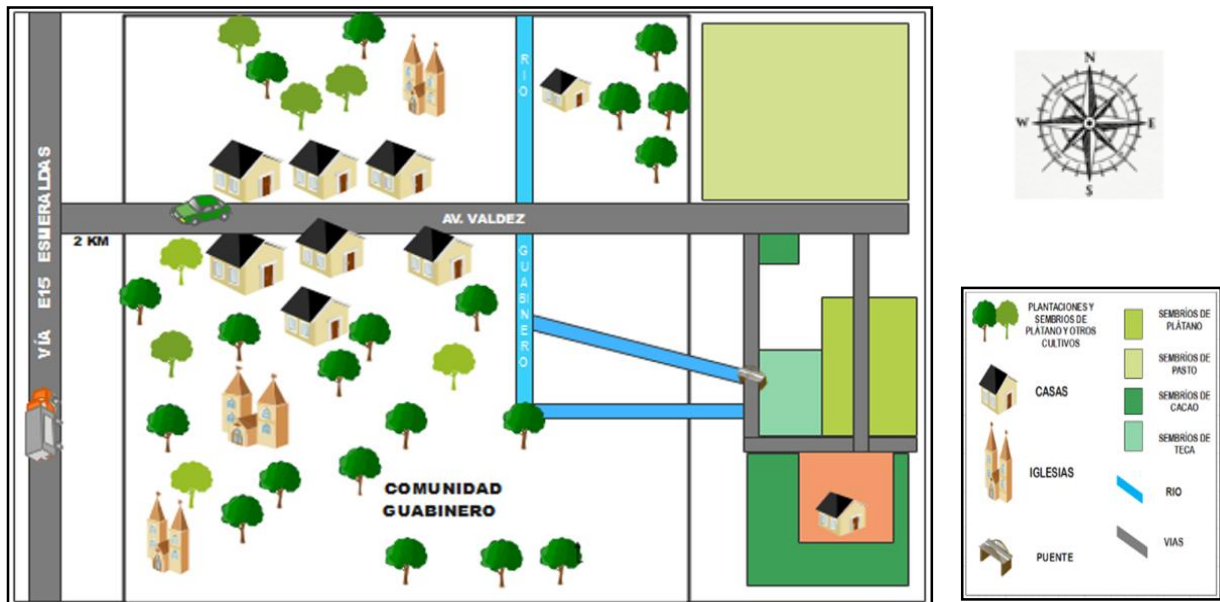 VÍA E15 ESMERALDAS
2 KM
AV. VALDEZ
RIO
GUABINERO
COMUNIDAD
GUABINERO
N
W
E
S
PLANTACIONES Y
SEMBRIOS DE
PLÁTANO Y OTROS
CULTIVOS
CASAS
IGLESIAS
PUENTE
SEMBRÍOS DE
PLÁTANO
SEMBRÍOS DE
PASTO
SEMBRÍOS DE
CACAO
SEMBRÍOS DE
TECA
RIO
VIAS